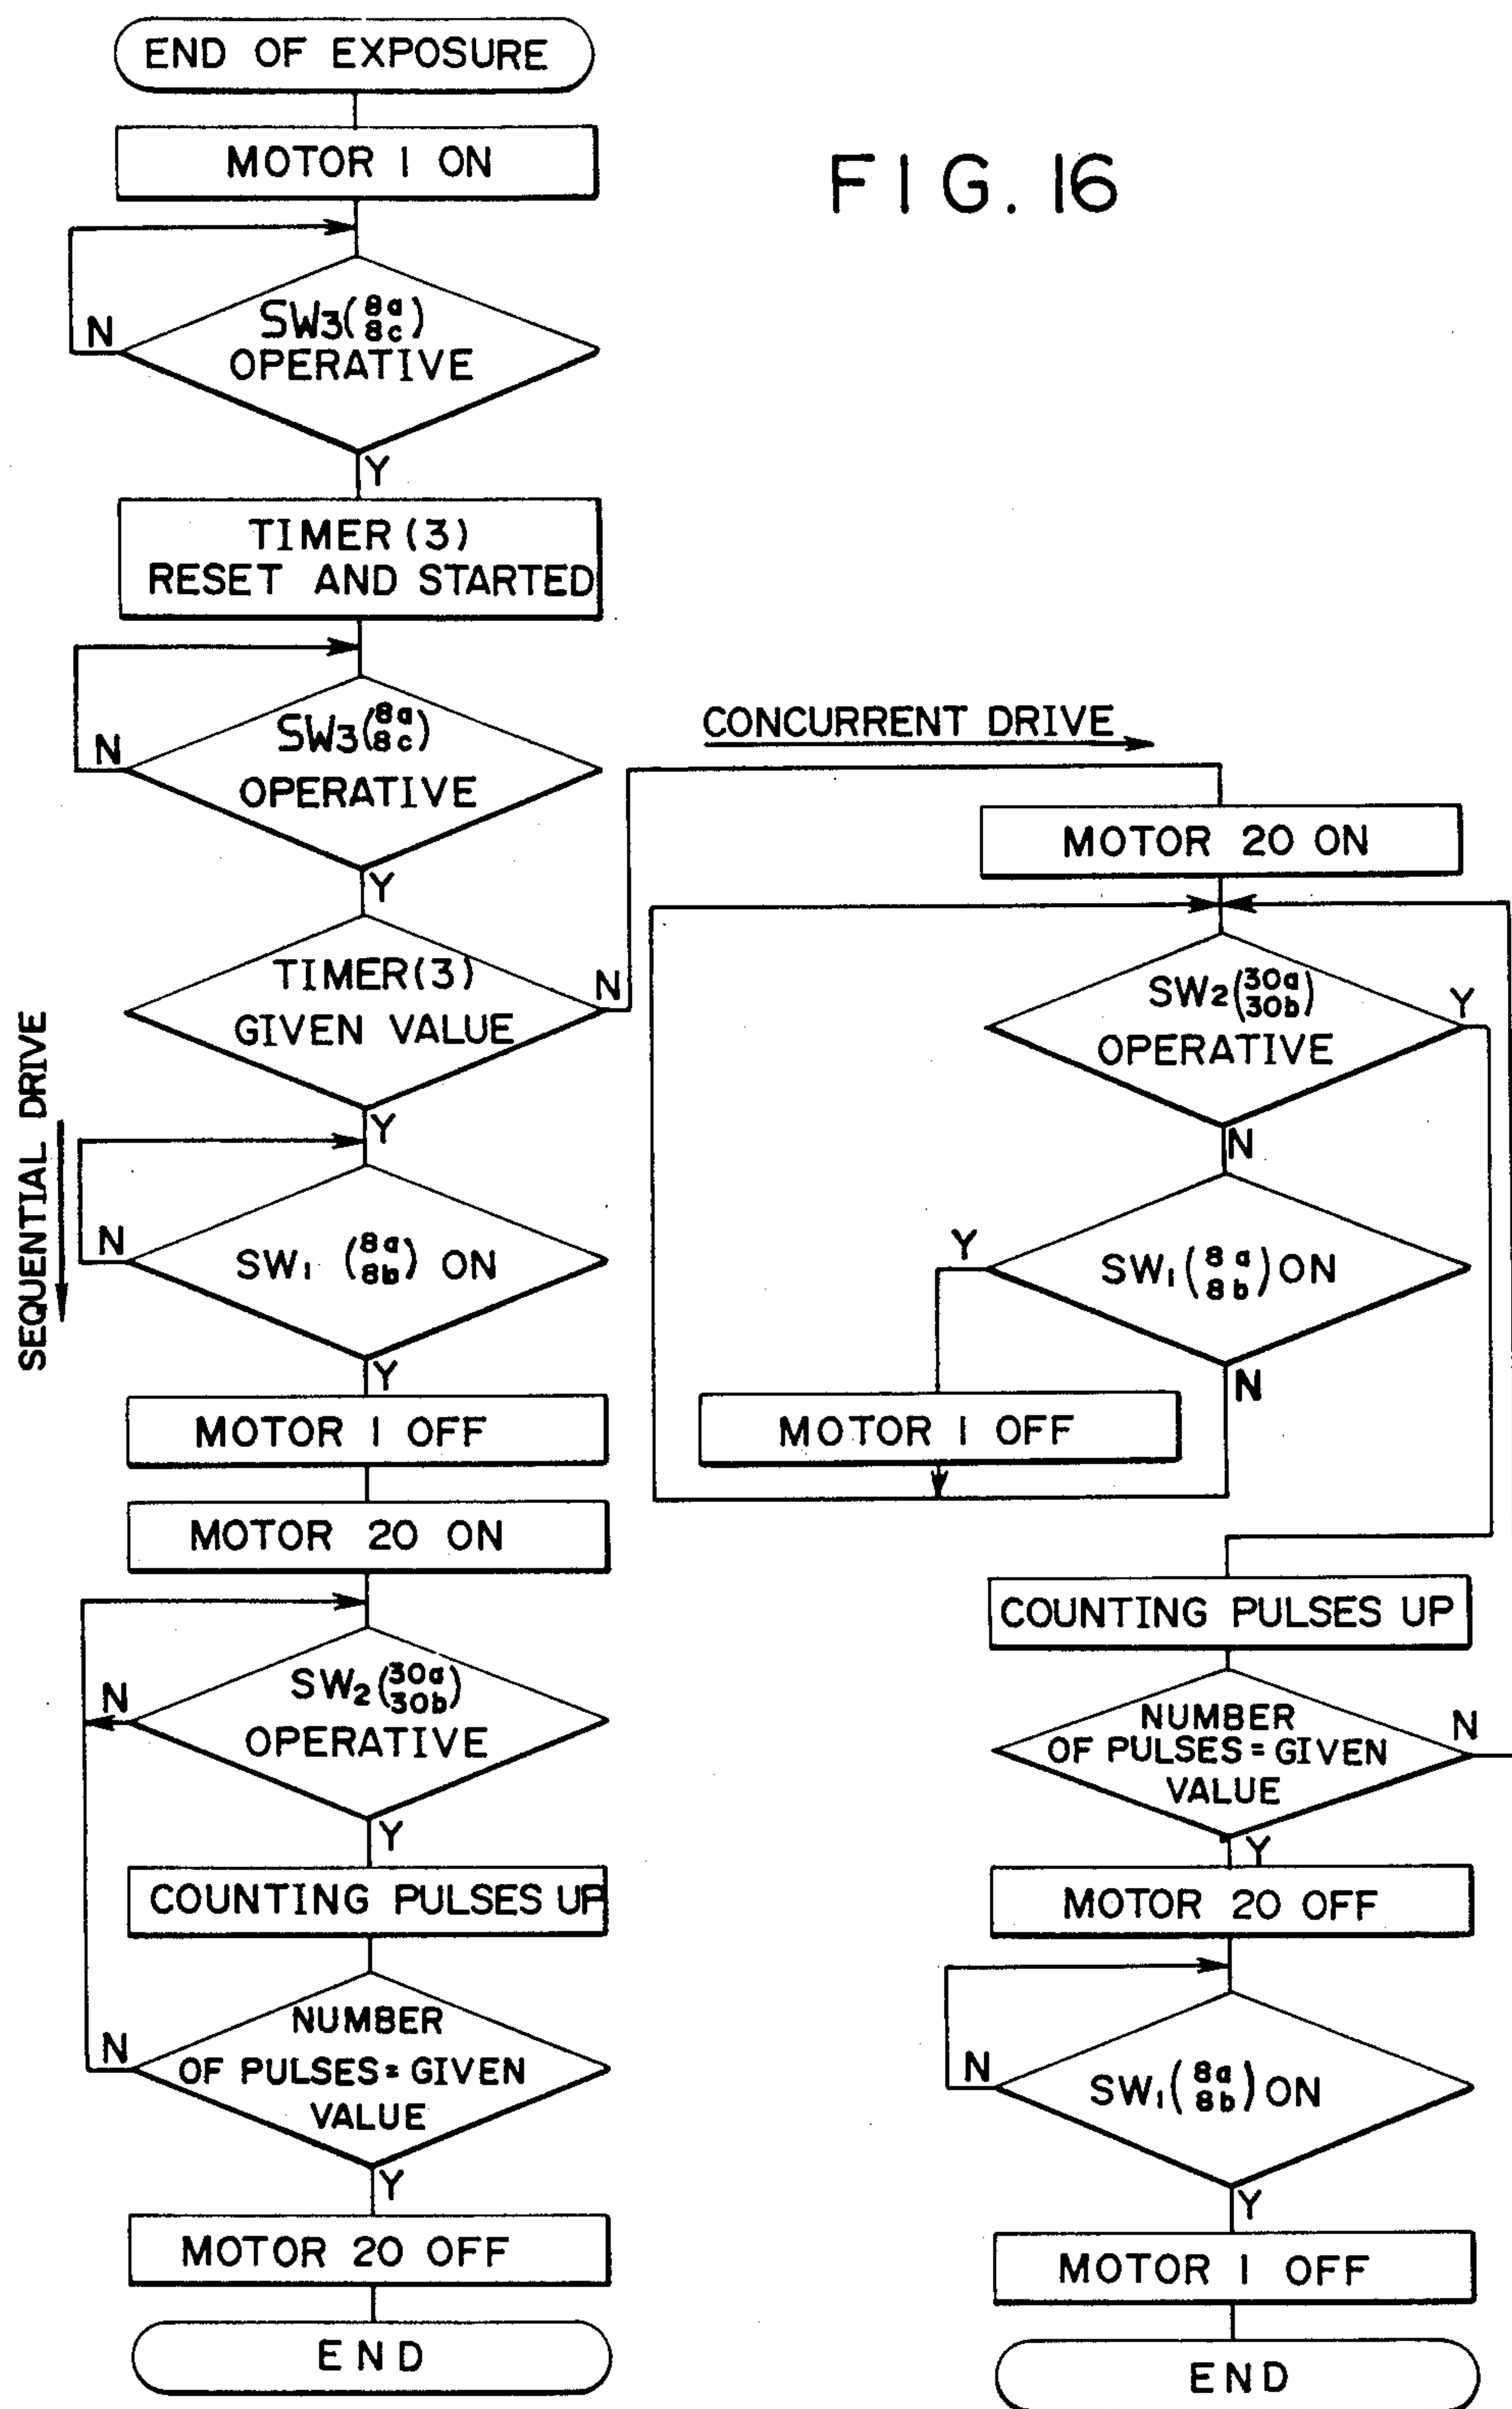 END OF EXPOSURE
MOTOR 1 ON
FIG. 16
SW3(8a
8c)
OPERATIVE
N
Y
TIMER(3)
RESET AND STARTED
SW3(8a
8c)
OPERATIVE
N
Y
TIMER(3)
GIVEN VALUE
N
Y
SEQUENTIAL DRIVE
SW1 (8a
8b) ON
N
Y
MOTOR 1 OFF
MOTOR 20 ON
SW2(30a
30b)
OPERATIVE
N
Y
COUNTING PULSES UP
NUMBER
OF PULSES=GIVEN
VALUE
N
Y
MOTOR 20 OFF
END
CONCURRENT DRIVE
MOTOR 20 ON
SW2(30a
30b)
OPERATIVE
Y
N
SW1(8a
8b)ON
Y
N
MOTOR 1 OFF
COUNTING PULSES UP
NUMBER
OF PULSES=GIVEN
VALUE
N
Y
MOTOR 20 OFF
SW1(8a
8b)ON
N
Y
MOTOR 1 OFF
END